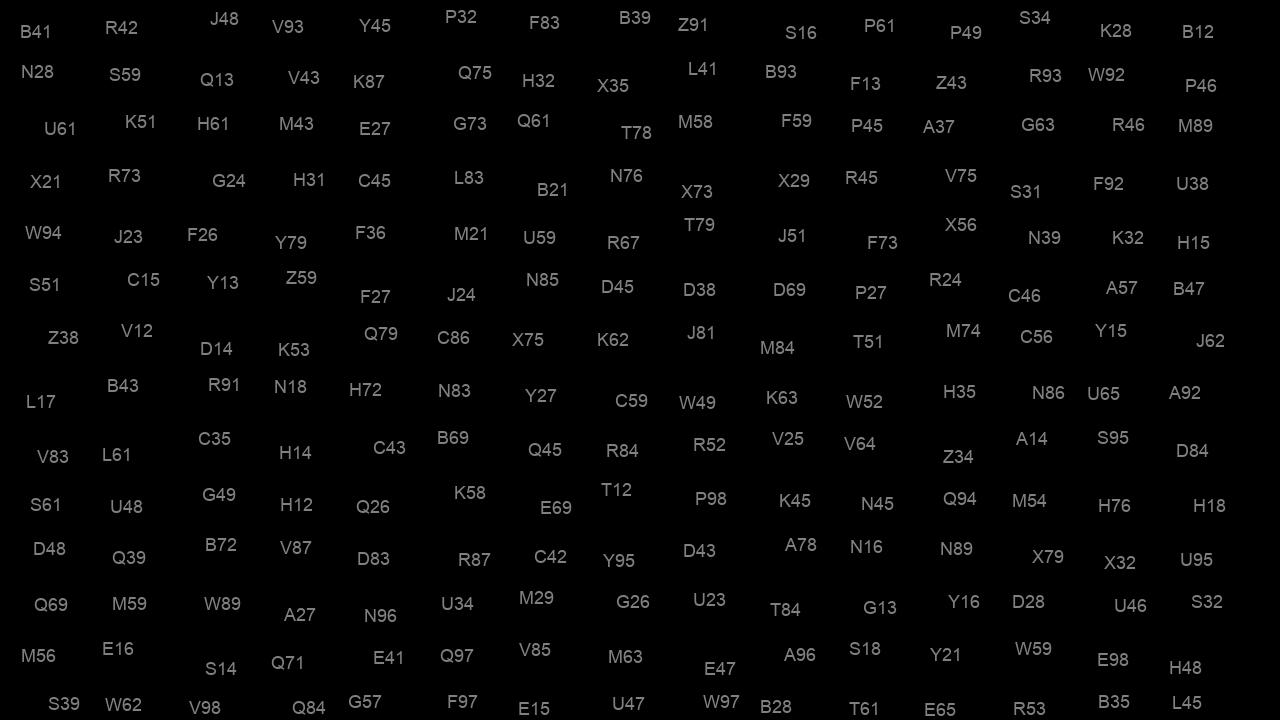 B41 R42 J48 V93 Y45 P32 F83 B39 Z91 S16 P61 P49 S34 K28 B12
N28 S59 Q13 V43 K87 Q75 H32 X35 L41 B93 F13 Z43 R93 W92 P46
U61 K51 H61 M43 E27 G73 Q61 T78 M58 F59 P45 A37 G63 R46 M89
X21 R73 G24 H31 C45 L83 B21 N76 X73 X29 R45 V75 S31 F92 U38
W94 J23 F26 Y79 F36 M21 U59 R67 T79 J51 F73 X56 N39 K32 H15
S51 C15 Y13 Z59 F27 J24 N85 D45 D38 D69 P27 R24 C46 A57 B47
Z38 V12 D14 K53 Q79 C86 X75 K62 J81 M84 T51 M74 C56 Y15 J62
L17 B43 R91 N18 H72 N83 Y27 C59 W49 K63 W52 H35 N86 U65 A92
V83 L61 C35 H14 C43 B69 Q45 R84 R52 V25 V64 Z34 A14 S95 D84
S61 U48 G49 H12 Q26 K58 E69 T12 P98 K45 N45 Q94 M54 H76 H18
D48 Q39 B72 V87 D83 R87 C42 Y95 D43 A78 N16 N89 X79 X32 U95
Q69 M59 W89 A27 N96 U34 M29 G26 U23 T84 G13 Y16 D28 U46 S32
M56 E16 S14 Q71 E41 Q97 V85 M63 E47 A96 S18 Y21 W59 E98 H48
S39 W62 V98 Q84 G57 F97 E15 U47 W97 B28 T61 E65 R53 B35 L45